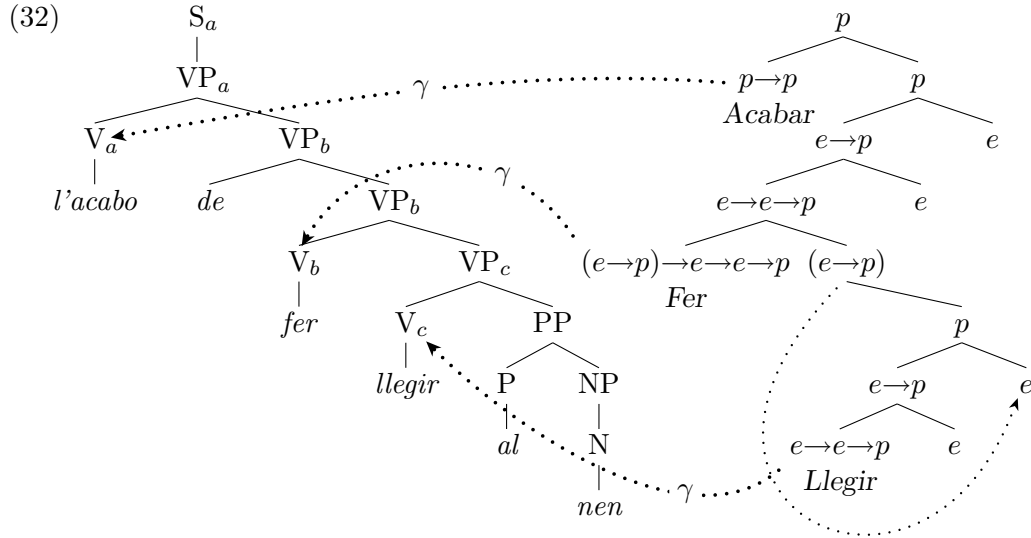 (32)
S_a p
VP_a γ p→p p
Acabar
V_a VP_b e→p e
l'acabo de VP_b γ e→e→p e
V_b VP_c (e→p)→e→e→p (e→p)
Fer
fer V_c PP p
llegir P NP e→p e
al N e→e→p e
Llegir
nen γ